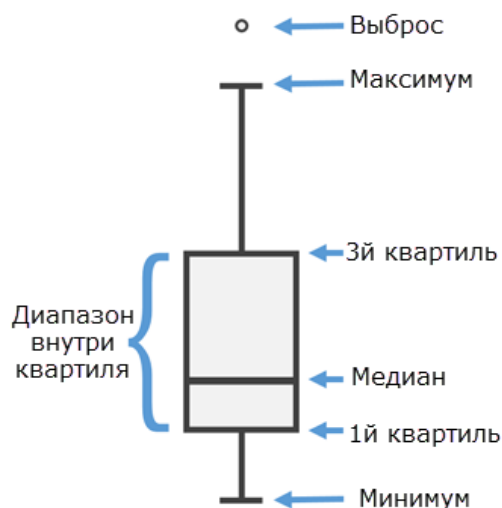 Выброс
Максимум
3й квартиль
Диапазон
внутри
квартиля
Медиан
1й квартиль
Минимум